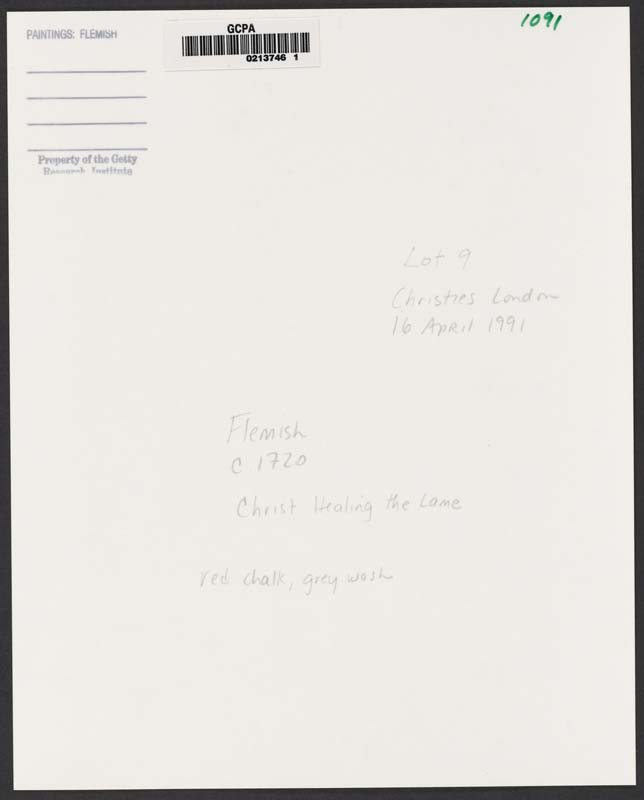 PAINTINGS: FLEMISH
GCPA
0213746 1
1091
Property of the Getty
Research Institute
Lot 9
Christies London
16 April 1991
Flemish
C 1720
Christ Healing the Lame
red chalk, grey wash